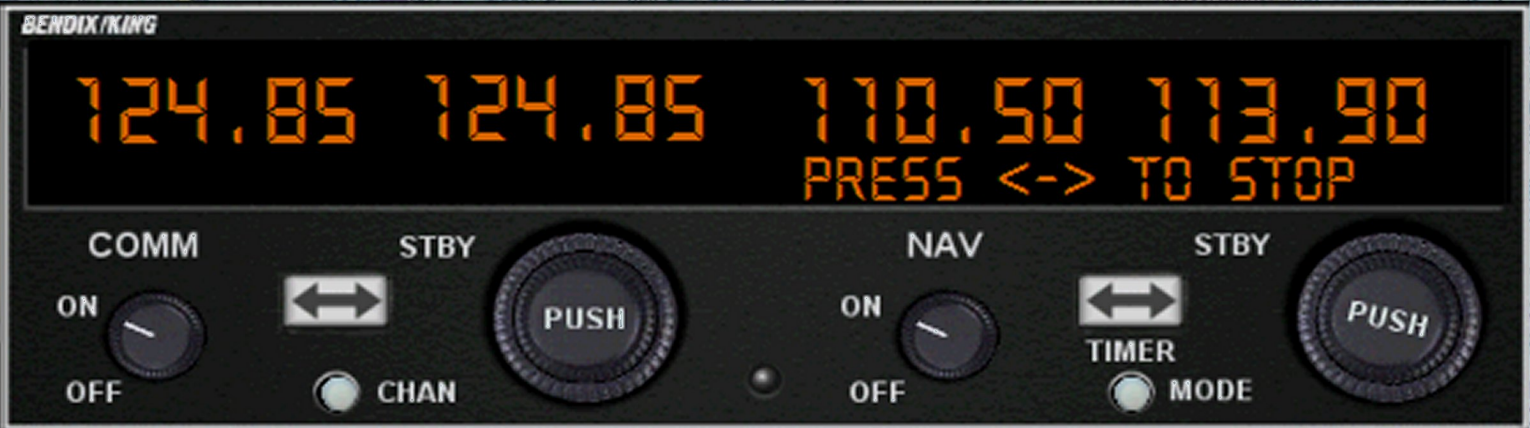 BENDIX/KING
124.85 124.85 110.50 113.90
PRESS <-> TO STOP
COMM STBY NAV STBY
ON PUSH ON PUSH
TIMER
OFF CHAN OFF MODE